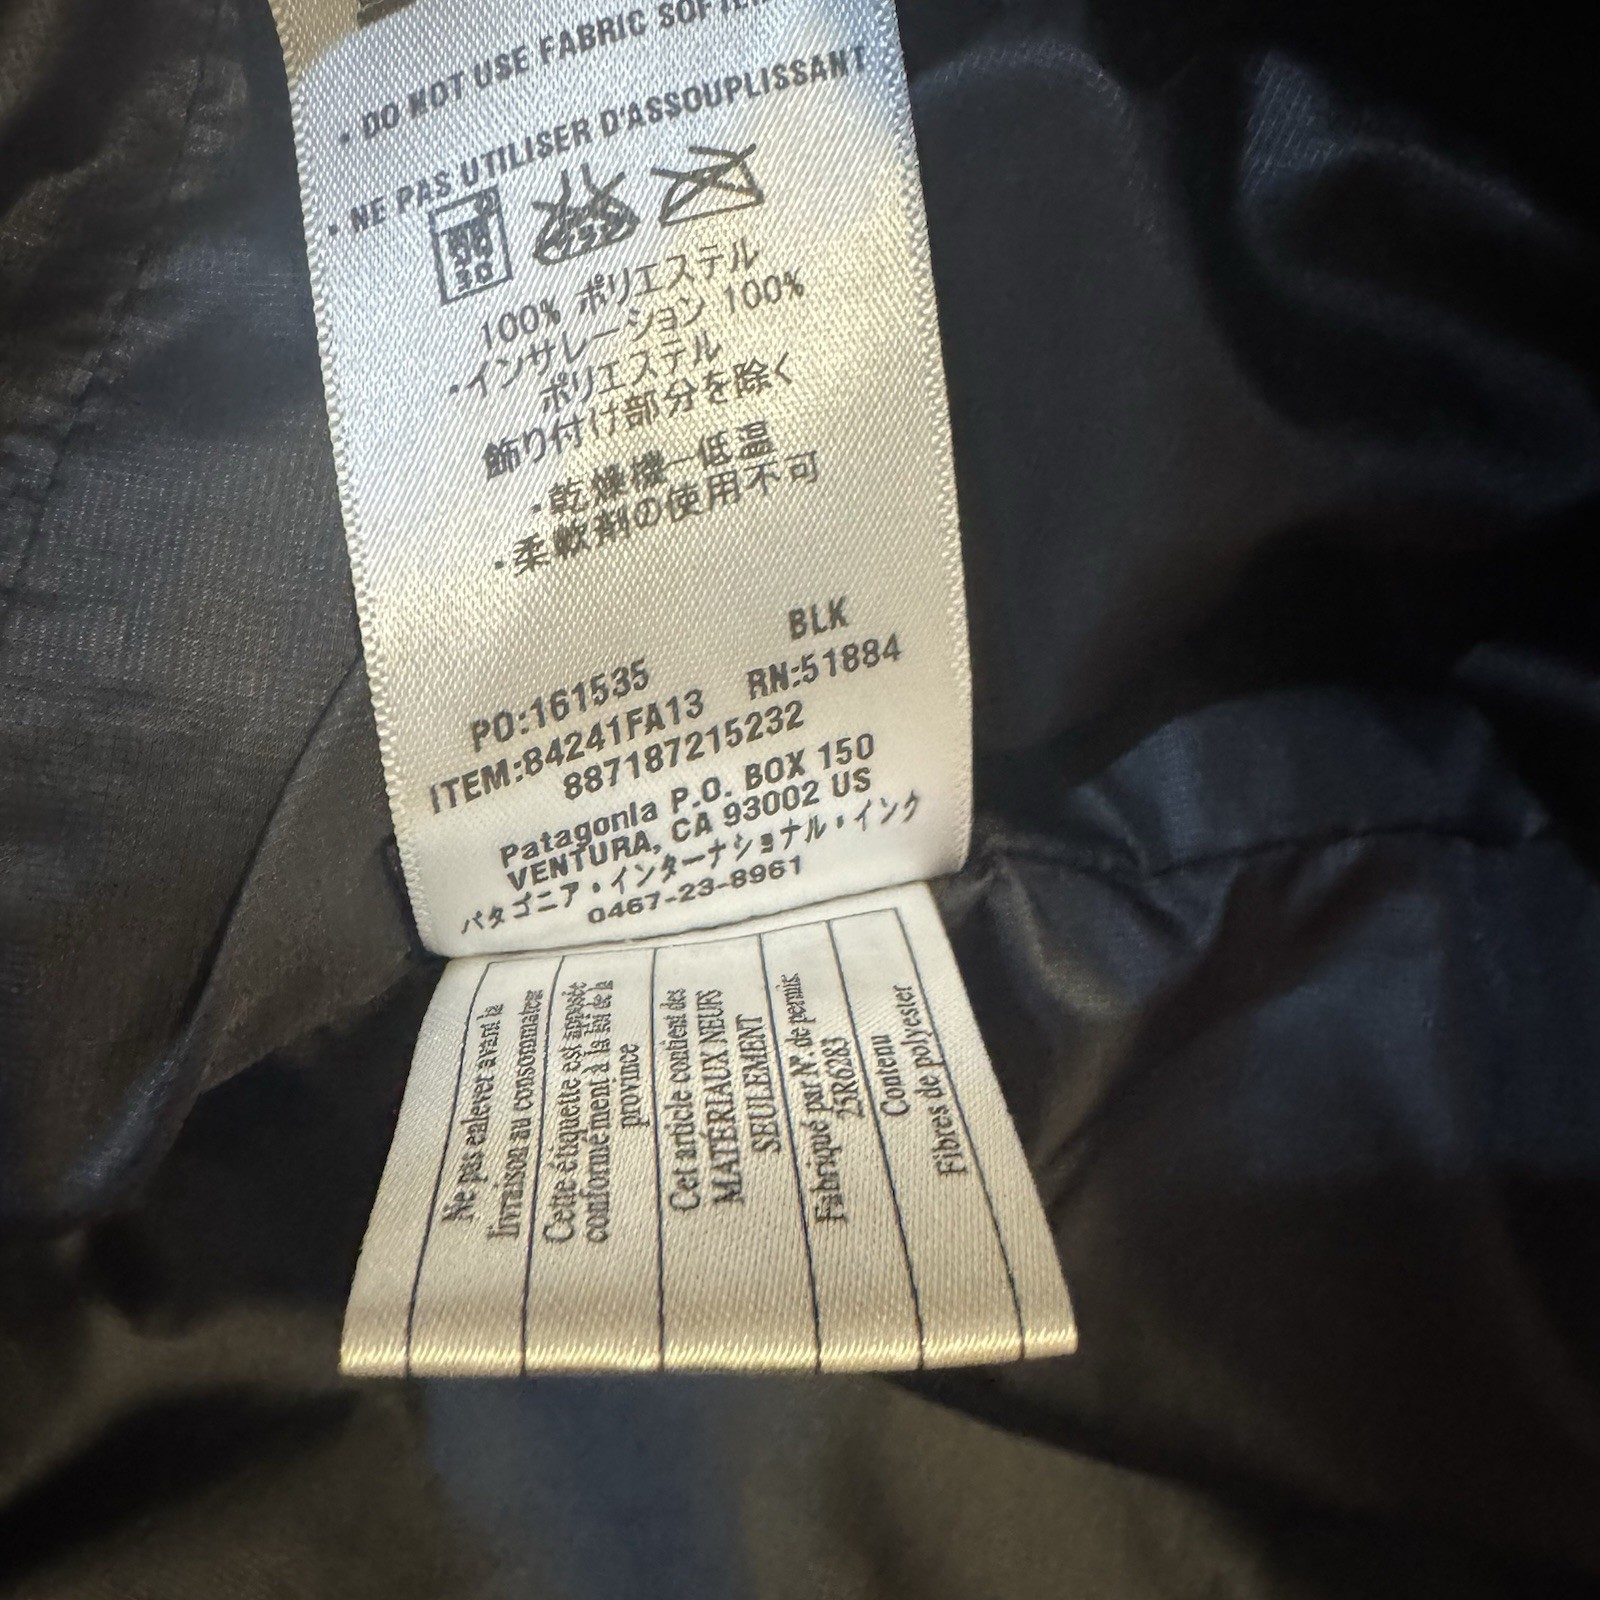 • DO NOT USE FABRIC
• NE PAS UTILISER D'ASSOUPLISSANT
100% ポリエステル
・インサレーション 100%
ポリエステル
飾り付け部分を除く
・乾燥機ー低温
・柔軟剤の使用不可
BLK
PO:161535
RN:51884
ITEM:84241FA13
887187215232
Patagonia P.O. BOX 150
VENTURA, CA 93002 US
パタゴニア・インターナショナル・インク
0467-23-8961
Ne pas enlever avant la
livraison au consommateur
Cette étiquette est apposée
conformément à la loi de la
province
Cet article contient des
MATÉRIAUX NEUFS
SEULEMENT
Fabriqué par N°. de permis
25R6283
Contenu
Fibres de polyester